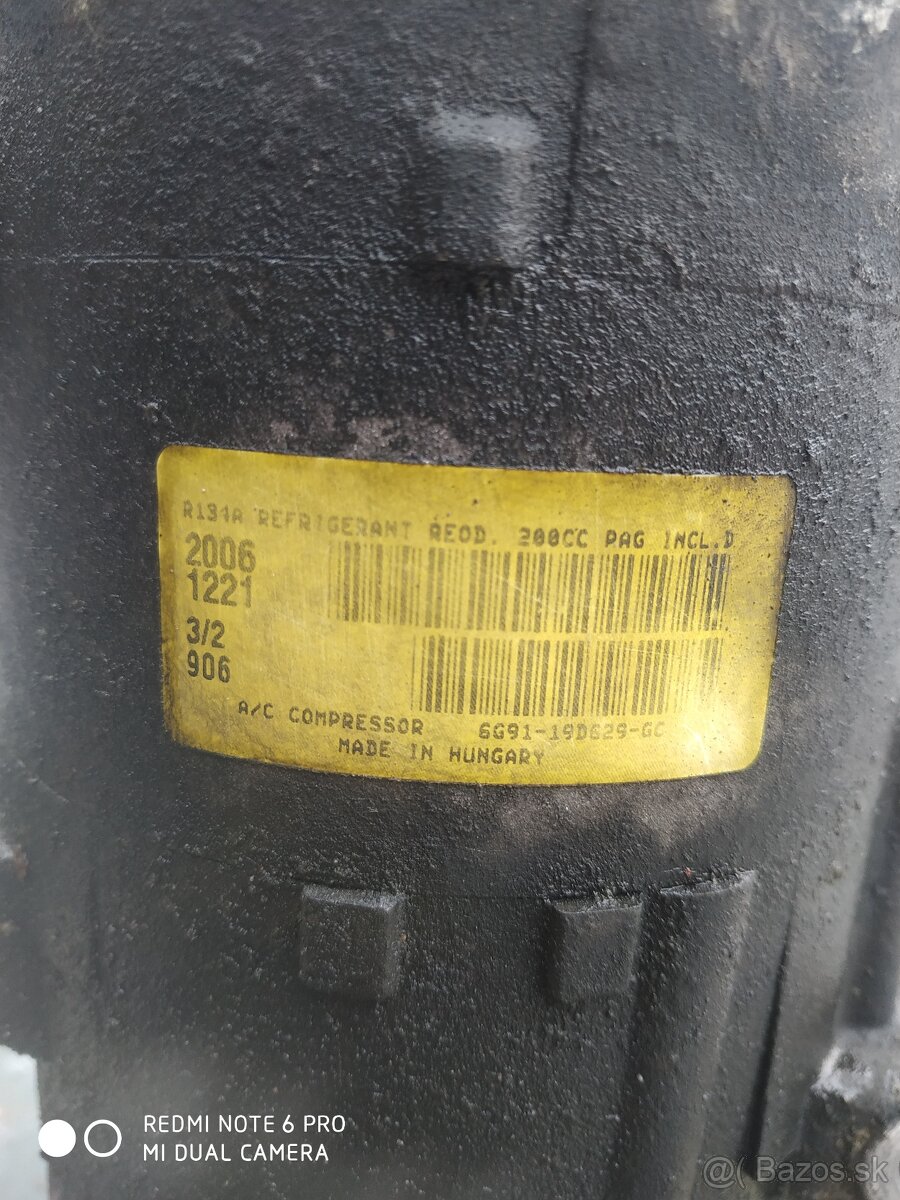 R134A REFRIGERANT REQD. 200CC PAG INCL.D
2006
1221
3/2
906
A/C COMPRESSOR 6G91-19D629-GC
MADE IN HUNGARY
REDMI NOTE 6 PRO
MI DUAL CAMERA
@( Bazos.sk